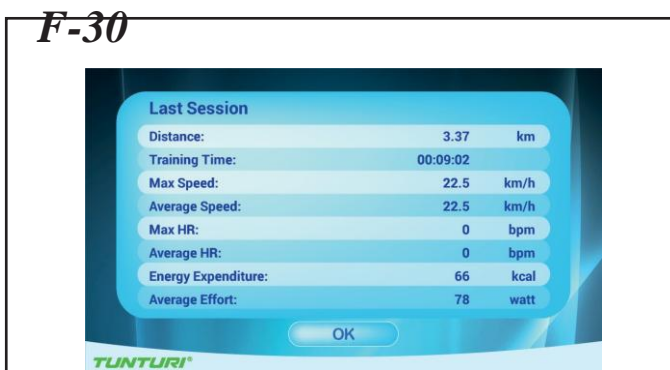 F-30
Last Session
Distance: 3.37 km
Training Time: 00:09:02
Max Speed: 22.5 km/h
Average Speed: 22.5 km/h
Max HR: 0 bpm
Average HR: 0 bpm
Energy Expenditure: 66 kcal
Average Effort: 78 watt
OK
TUNTURI®